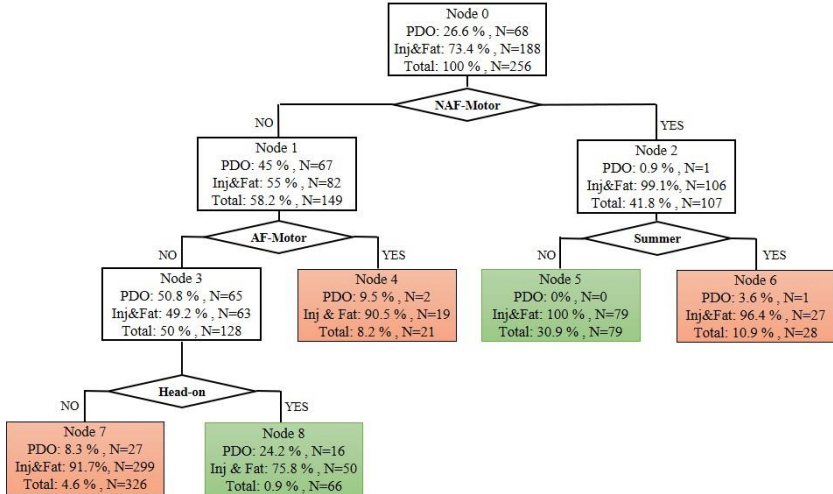 Node 0
PDO: 26.6 % , N=68
Inj&Fat: 73.4 % , N=188
Total: 100 % , N=256
NAF-Motor
NO
YES
Node 1
PDO: 45 % , N=67
Inj&Fat: 55 % , N=82
Total: 58.2 % , N=149
Node 2
PDO: 0.9 % , N=1
Inj&Fat: 99.1%, N=106
Total: 41.8 % , N=107
AF-Motor
Summer
NO
YES
NO
YES
Node 3
PDO: 50.8 % , N=65
Inj&Fat: 49.2 % , N=63
Total: 50 % , N=128
Node 4
PDO: 9.5 % , N=2
Inj & Fat: 90.5 %, N=19
Total: 8.2 % , N=21
Node 5
PDO: 0% , N=0
Inj&Fat: 100 % , N=79
Total: 30.9 % , N=79
Node 6
PDO: 3.6 % , N=1
Inj&Fat: 96.4 % , N=27
Total: 10.9 % , N=28
Head-on
NO
YES
Node 7
PDO: 8.3 % , N=27
Inj&Fat: 91.7%, N=299
Total: 4.6 % , N=326
Node 8
PDO: 24.2 % , N=16
Inj & Fat: 75.8 % , N=50
Total: 0.9 % , N=66